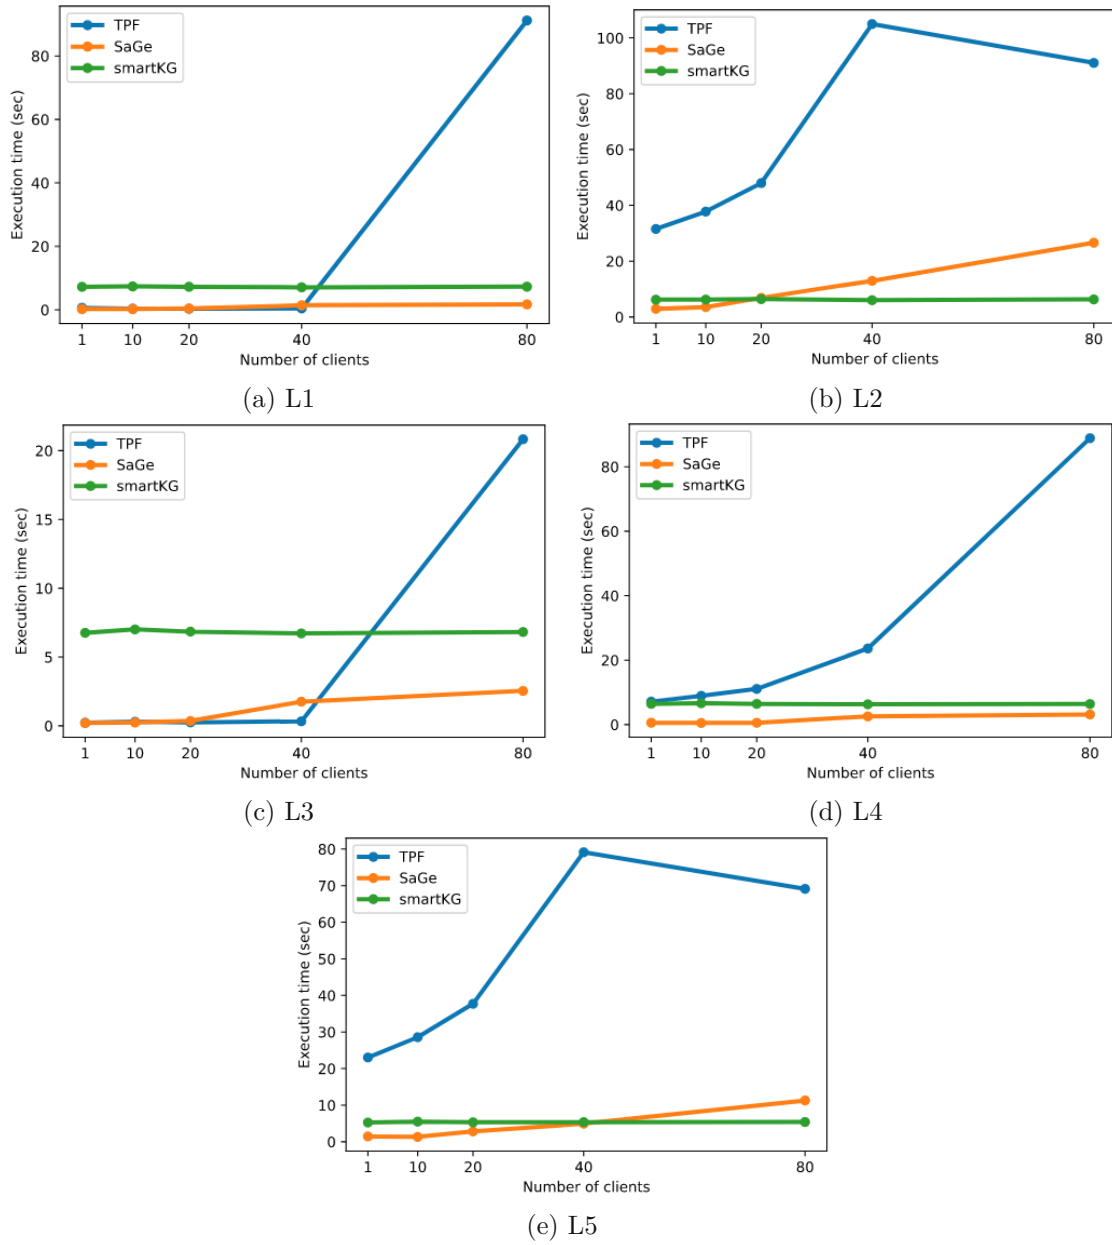 TPF
SaGe
smartKG
Execution time (sec)
80
60
40
20
0
1 10 20 40 80
Number of clients
(a) L1
TPF
SaGe
smartKG
Execution time (sec)
100
80
60
40
20
0
1 10 20 40 80
Number of clients
(b) L2
TPF
SaGe
smartKG
Execution time (sec)
20
15
10
5
0
1 10 20 40 80
Number of clients
(c) L3
TPF
SaGe
smartKG
Execution time (sec)
80
60
40
20
0
1 10 20 40 80
Number of clients
(d) L4
TPF
SaGe
smartKG
Execution time (sec)
80
70
60
50
40
30
20
10
0
1 10 20 40 80
Number of clients
(e) L5